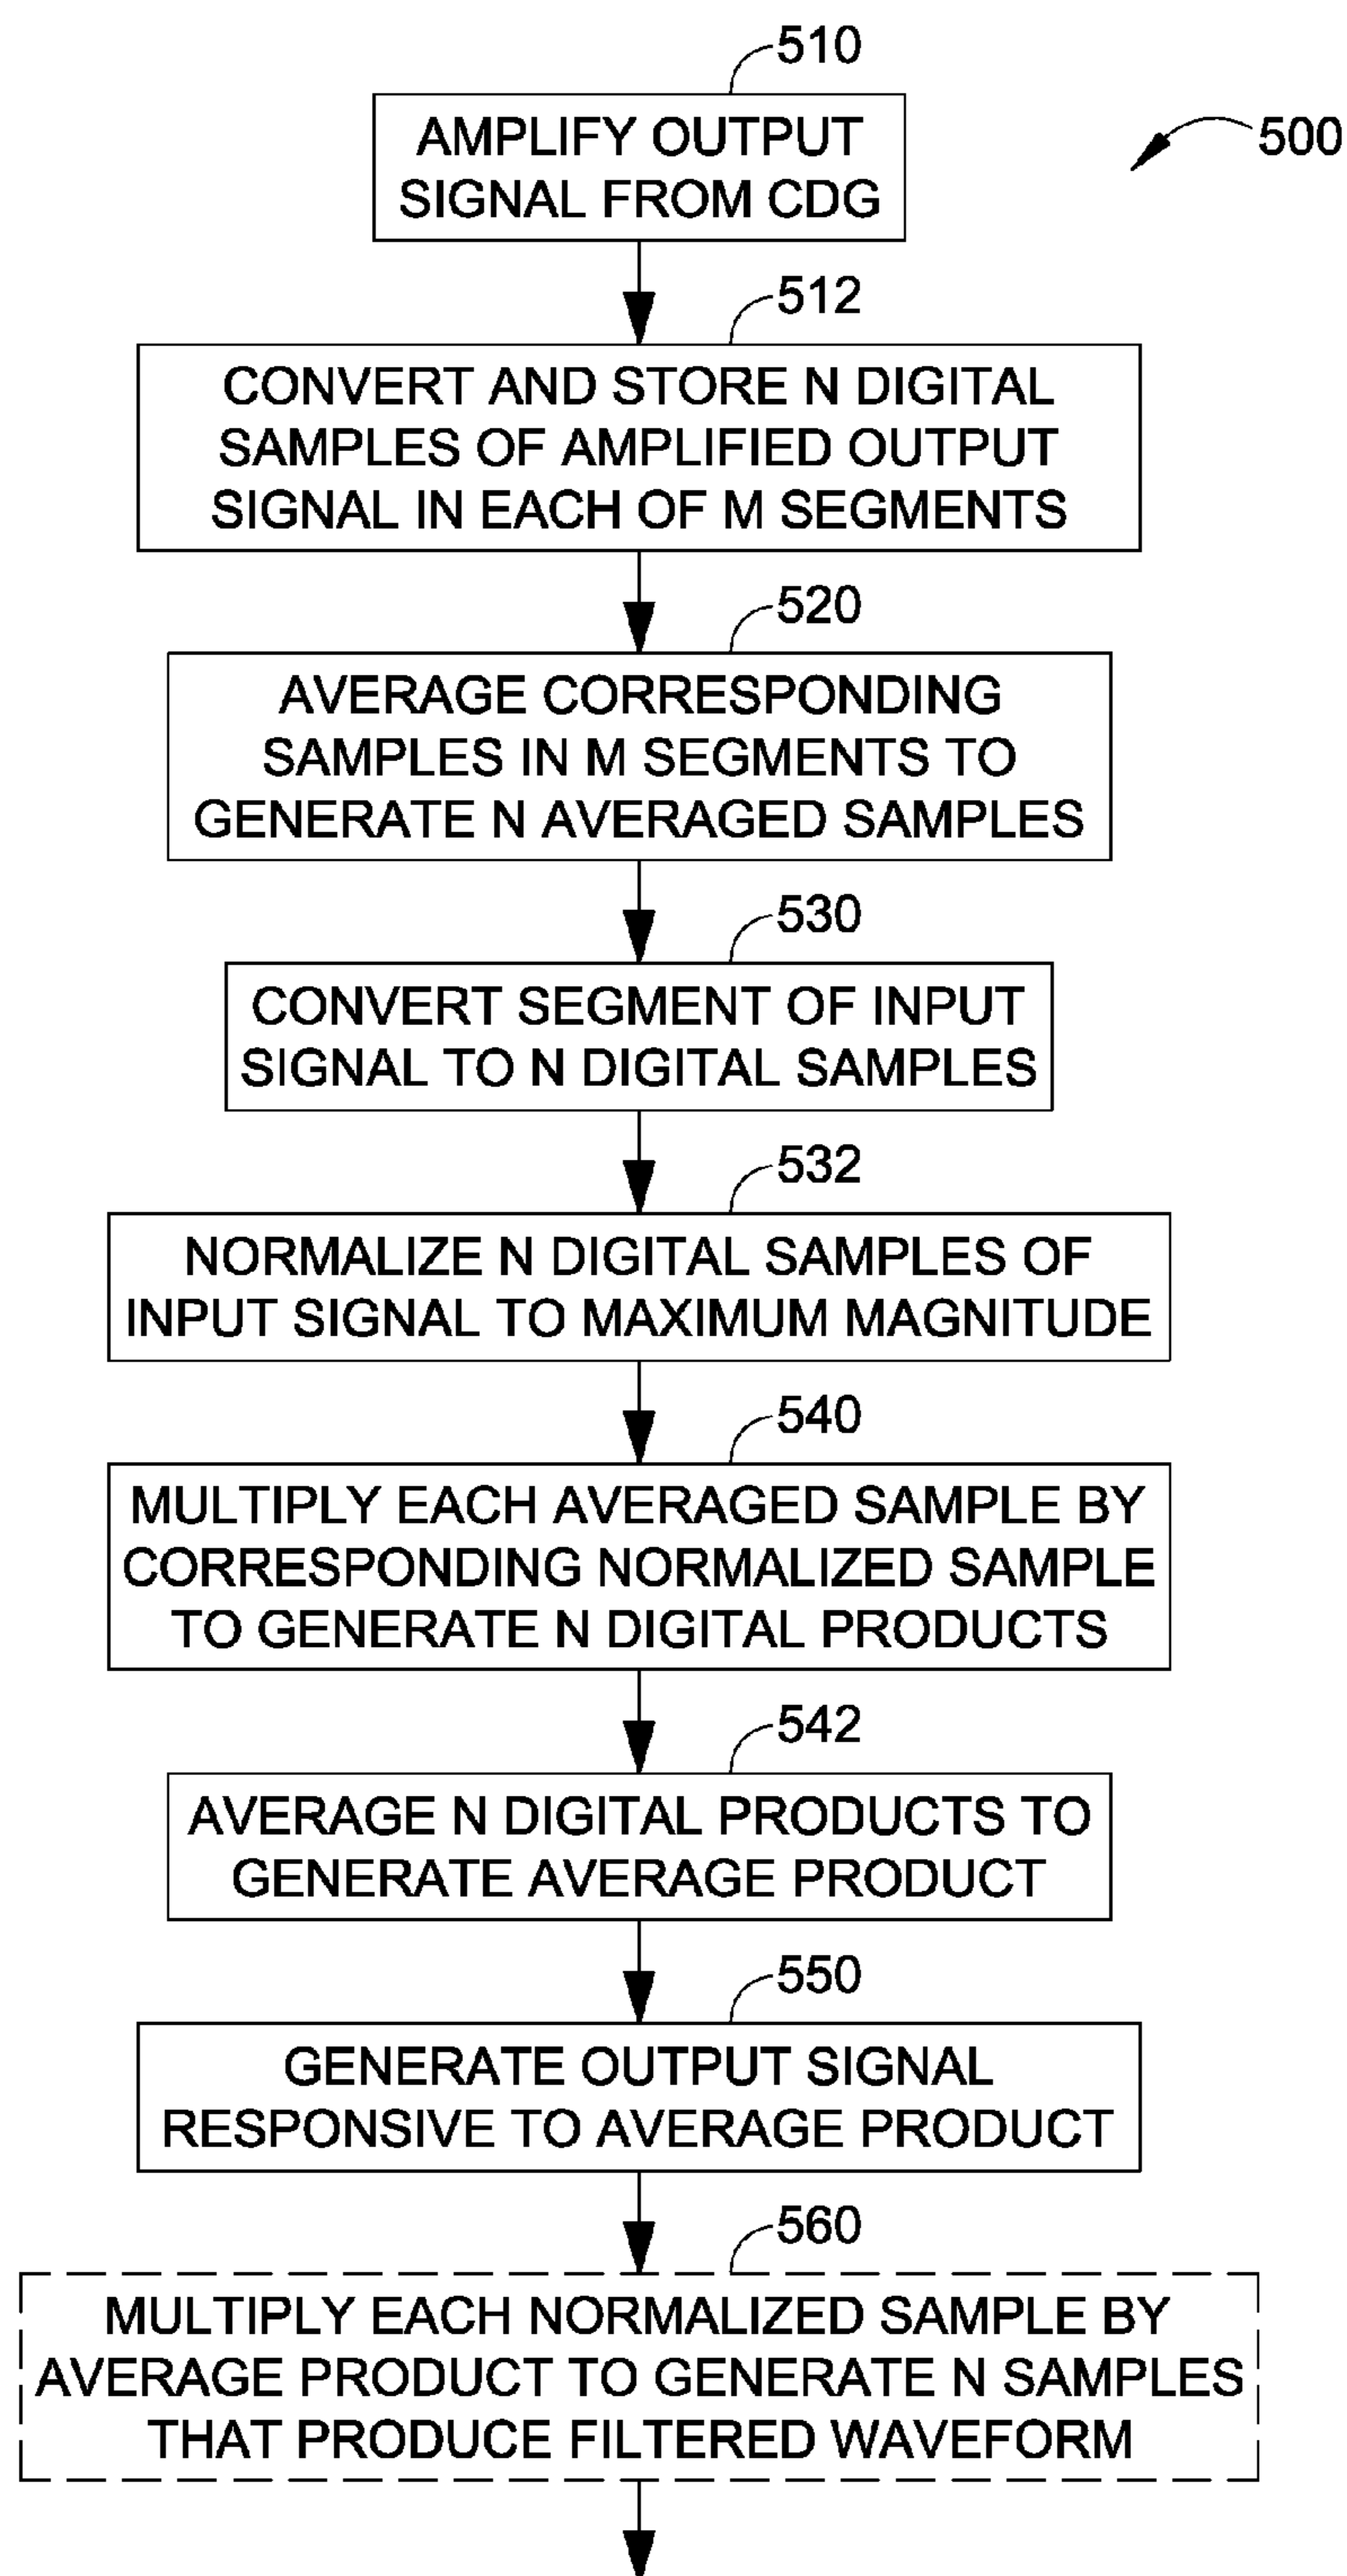 510
500
AMPLIFY OUTPUT
SIGNAL FROM CDG
512
CONVERT AND STORE N DIGITAL
SAMPLES OF AMPLIFIED OUTPUT
SIGNAL IN EACH OF M SEGMENTS
520
AVERAGE CORRESPONDING
SAMPLES IN M SEGMENTS TO
GENERATE N AVERAGED SAMPLES
530
CONVERT SEGMENT OF INPUT
SIGNAL TO N DIGITAL SAMPLES
532
NORMALIZE N DIGITAL SAMPLES OF
INPUT SIGNAL TO MAXIMUM MAGNITUDE
540
MULTIPLY EACH AVERAGED SAMPLE BY
CORRESPONDING NORMALIZED SAMPLE
TO GENERATE N DIGITAL PRODUCTS
542
AVERAGE N DIGITAL PRODUCTS TO
GENERATE AVERAGE PRODUCT
550
GENERATE OUTPUT SIGNAL
RESPONSIVE TO AVERAGE PRODUCT
560
MULTIPLY EACH NORMALIZED SAMPLE BY
AVERAGE PRODUCT TO GENERATE N SAMPLES
THAT PRODUCE FILTERED WAVEFORM